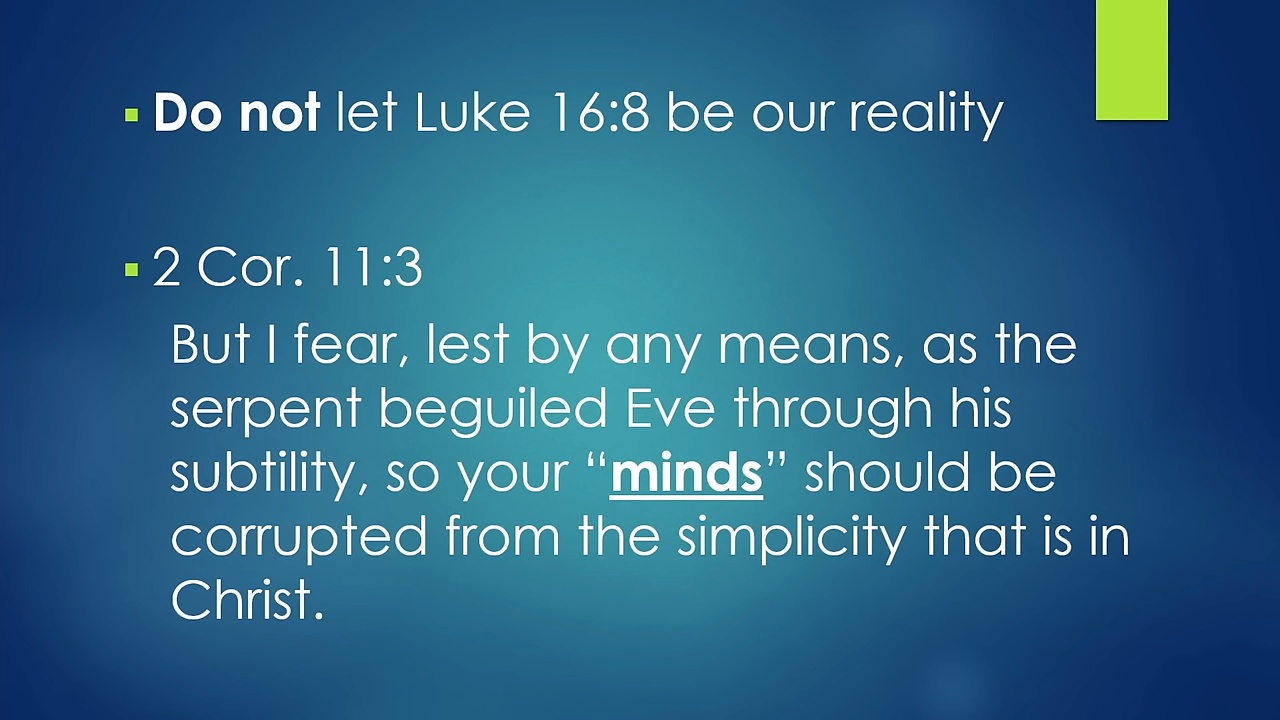 Do not let Luke 16:8 be our reality
2 Cor. 11:3
But I fear, lest by any means, as the
serpent beguiled Eve through his
subtility, so your “minds” should be
corrupted from the simplicity that is in
Christ.